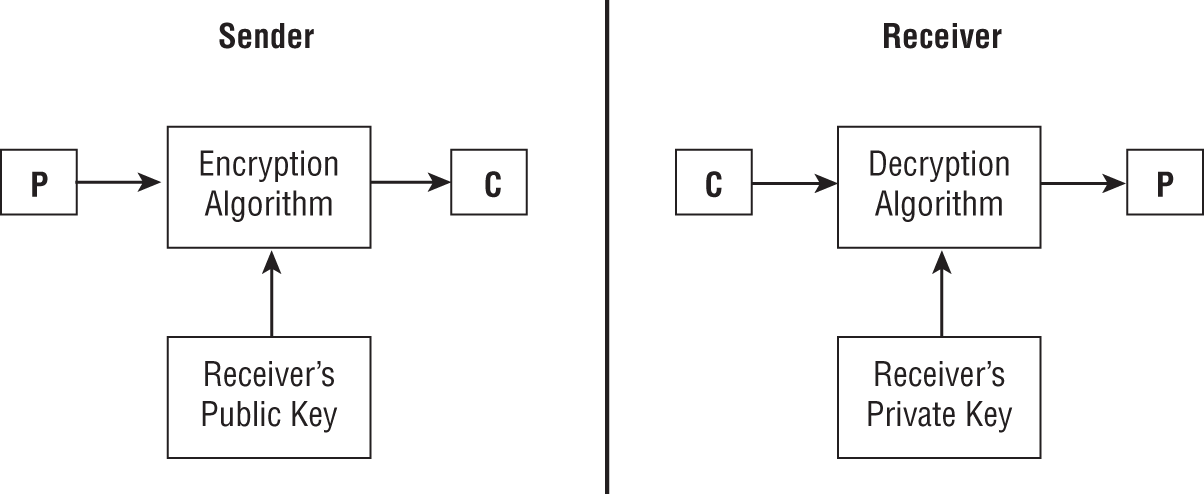 Sender
P
Encryption
Algorithm
C
Receiver's
Public Key
Receiver
C
Decryption
Algorithm
P
Receiver's
Private Key